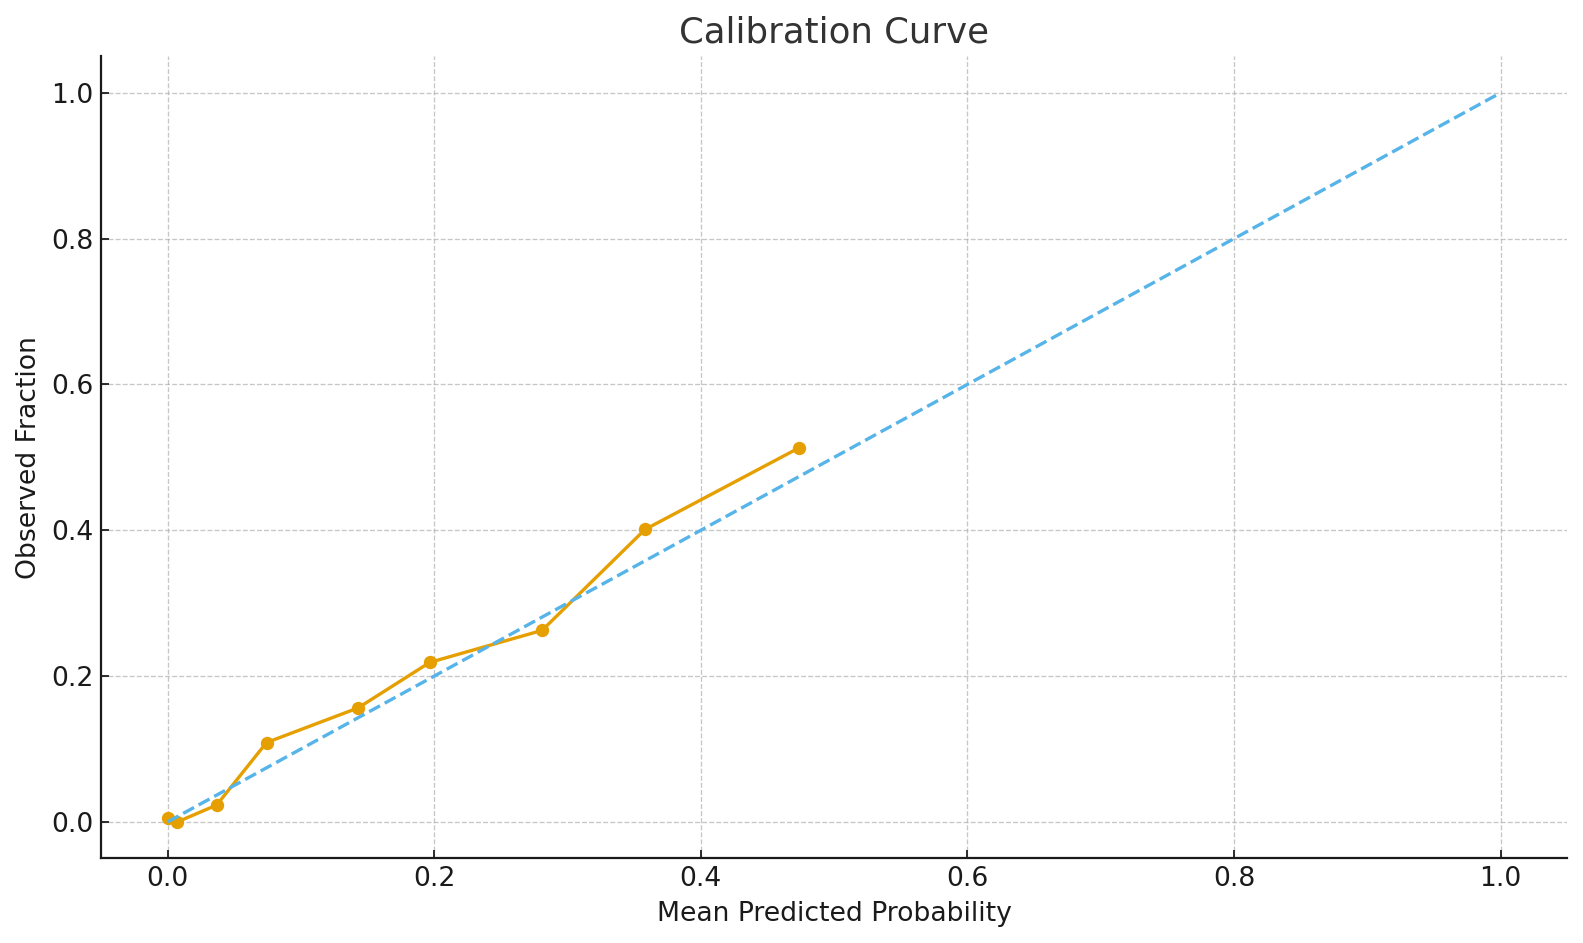 Calibration Curve
1.0
0.8
0.6
0.4
0.2
0.0
Observed Fraction
0.0 0.2 0.4 0.6 0.8 1.0
Mean Predicted Probability